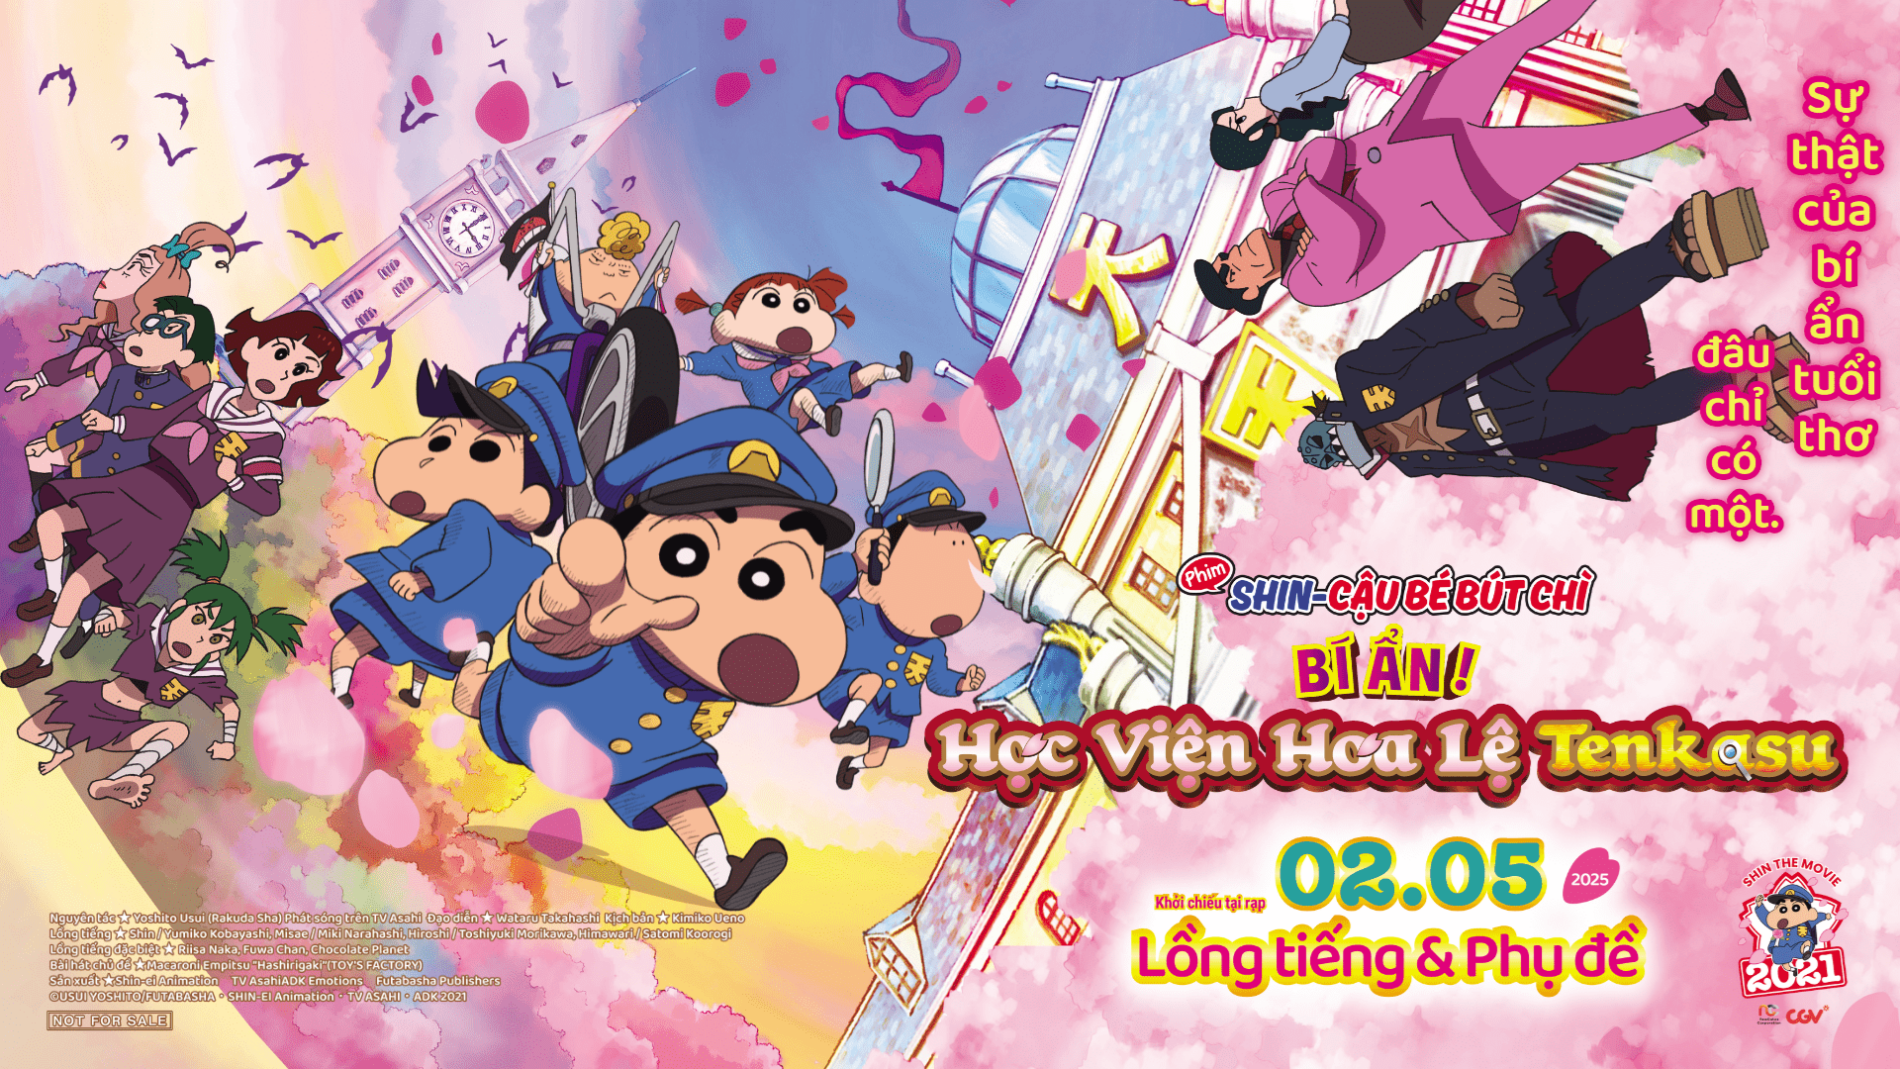 Sự
thật
của
bí
ẩn
tuổi
thơ
đâu
chỉ
có
một.
K
Phim
SHIN-CẬU BÉ BÚT CHÌ
BÍ ẨN!
Học Viện Hoa Lệ Tenkasu
Khởi chiếu tại rạp
02.05
2025
Lồng tiếng & Phụ đề
SHIN THE MOVIE
2021
CGV
Nguyên tác ★ Yoshito Usui (Rakuda Sha) Phát sóng trên TV Asahi Đạo diễn ★ Wataru Takahashi Kịch bản ★ Kimiko Ueno
Lồng tiếng ★ Shin / Yumiko Kobayashi, Misae / Miki Narahashi, Hiroshi / Toshiyuki Morikawa, Himawari / Satomi Koorogi
Lồng tiếng đặc biệt ★ Riisa Naka, Fuwa Chan, Chocolate Planet
Bài hát chủ đề ★Macaroni Empitsu "Hashirigaki"(TOY'S FACTORY)
Sản xuất ★Shin-ei Animation TV AsahiADK Emotions Futabasha Publishers
©USUI YOSHITO/FUTABASHA・SHIN-EI Animation・TV ASAHI・ADK 2021
NOT FOR SALE